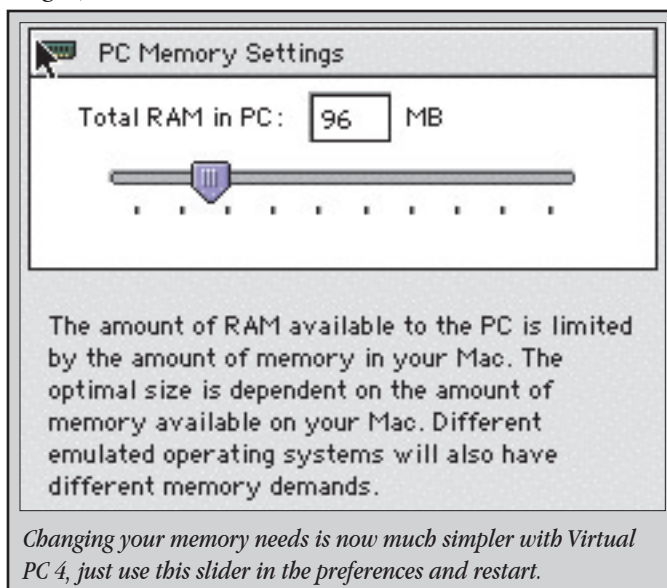 PC Memory Settings
Total RAM in PC: 96 MB
The amount of RAM available to the PC is limited
by the amount of memory in your Mac. The
optimal size is dependent on the amount of
memory available on your Mac. Different
emulated operating systems will also have
different memory demands.
Changing your memory needs is now much simpler with Virtual
PC 4, just use this slider in the preferences and restart.